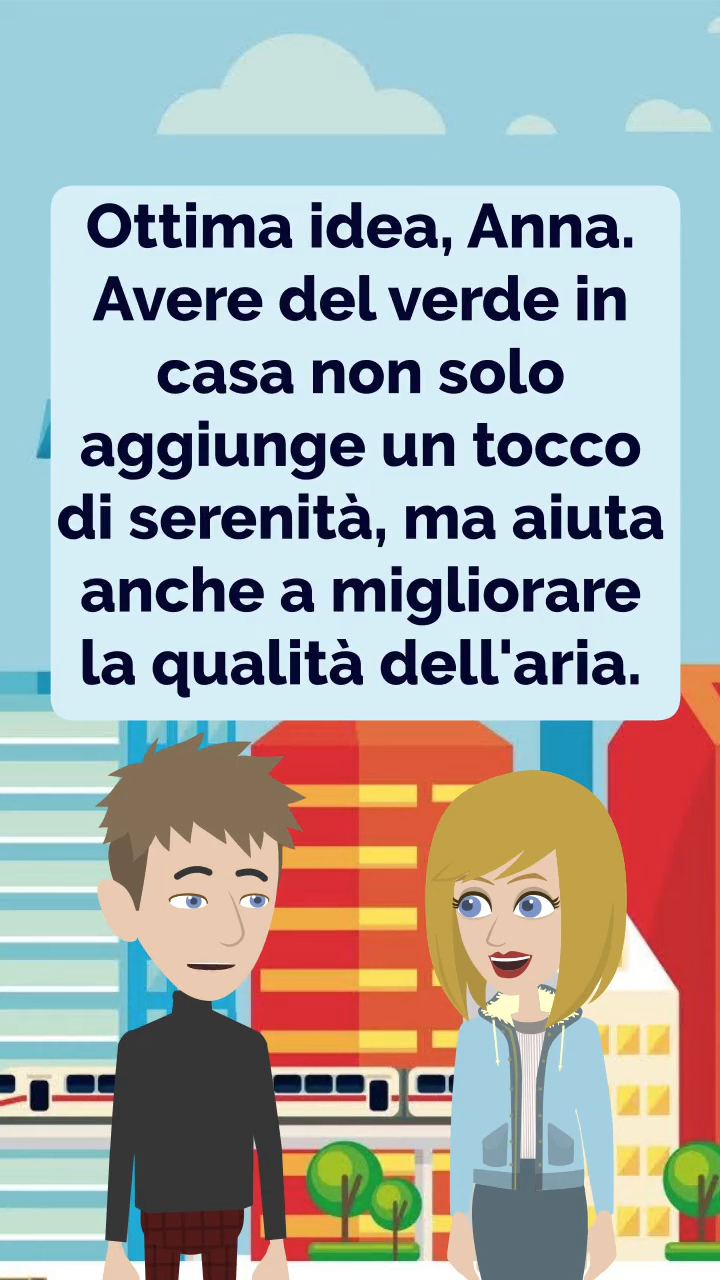 Ottima idea, Anna.
Avere del verde in
casa non solo
aggiunge un tocco
di serenità, ma aiuta
anche a migliorare
la qualità dell'aria.